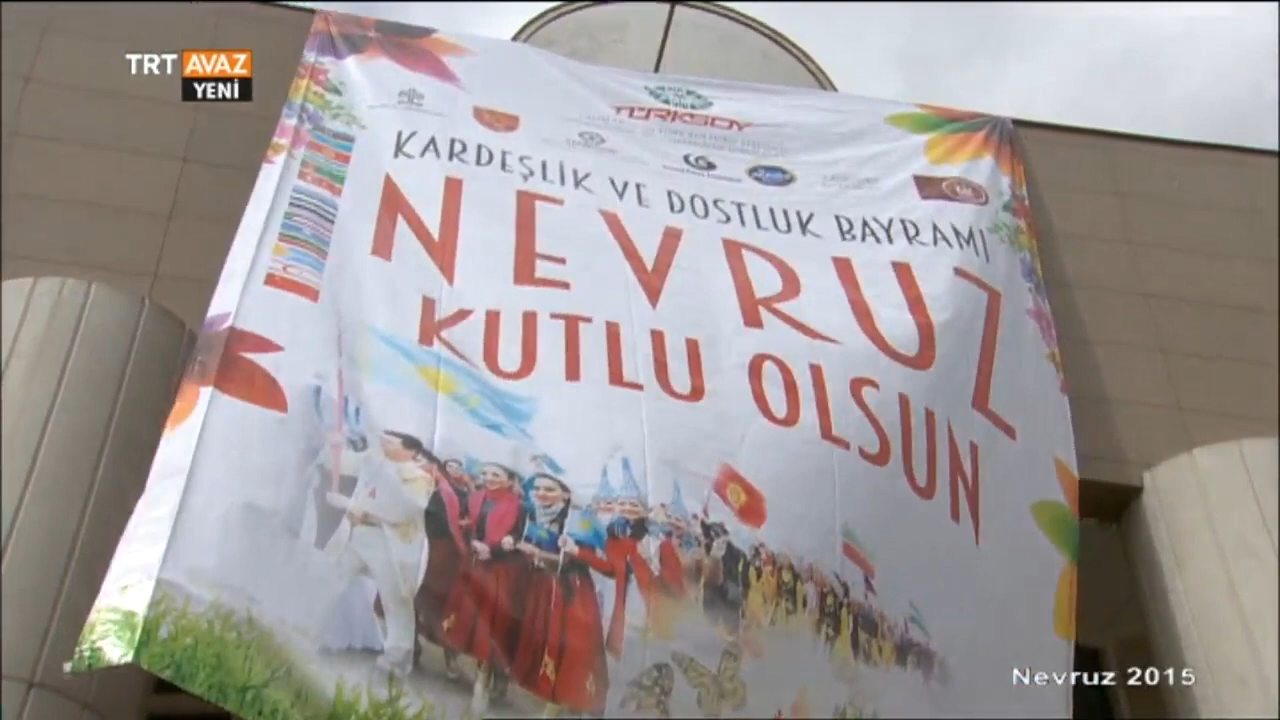 TRT AVAZ
YENİ
TÜRKSOY
KARDEŞLİK VE DOSTLUK BAYRAMI
NEVRUZ
KUTLU OLSUN
Nevruz 2015